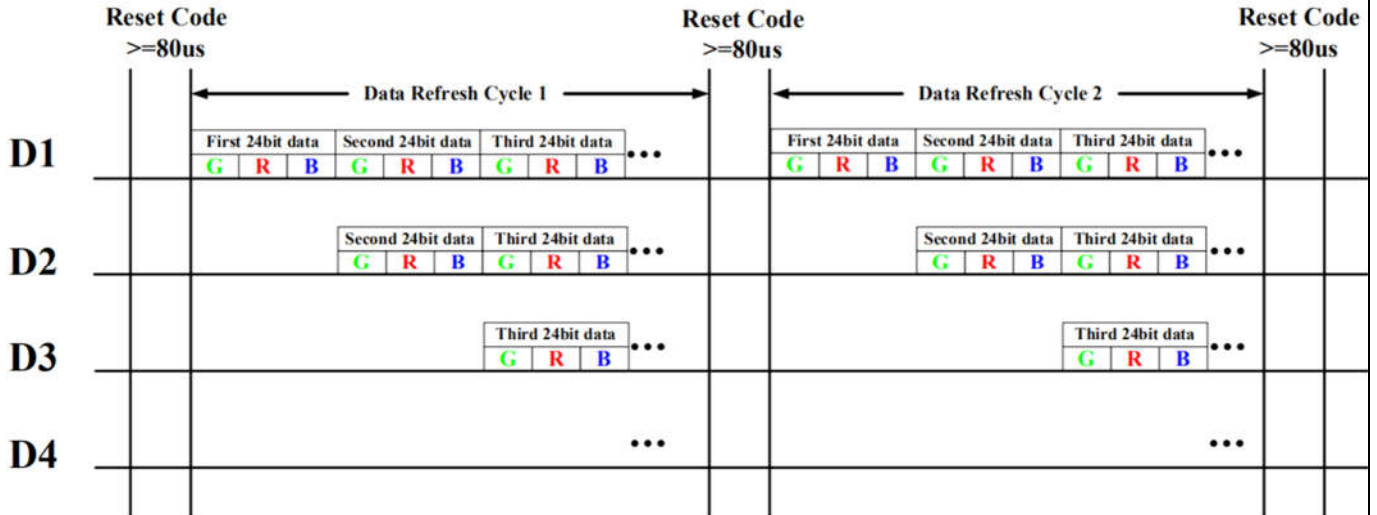 Reset Code Reset Code Reset Code
>=80us >=80us >=80us
Data Refresh Cycle 1 Data Refresh Cycle 2
D1
First 24bit data Second 24bit data Third 24bit data ••• First 24bit data Second 24bit data Third 24bit data •••
G R B G R B G R B G R B G R B G R B
D2
Second 24bit data Third 24bit data ••• Second 24bit data Third 24bit data •••
G R B G R B G R B G R B
D3
Third 24bit data ••• Third 24bit data •••
G R B G R B
D4 ••• •••